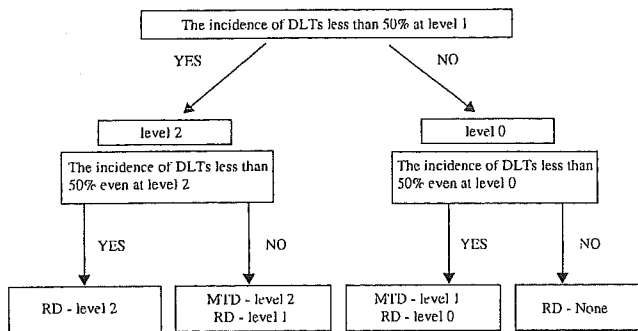 The incidence of DLTs less than 50% at level 1
YES
NO
level 2
level 0
The incidence of DLTs less than
50% even at level 2
The incidence of DLTs less than
50% even at level 0
YES
NO
YES
NO
RD - level 2
MTD - level 2
RD - level 1
MTD - level 1
RD - level 0
RD - None